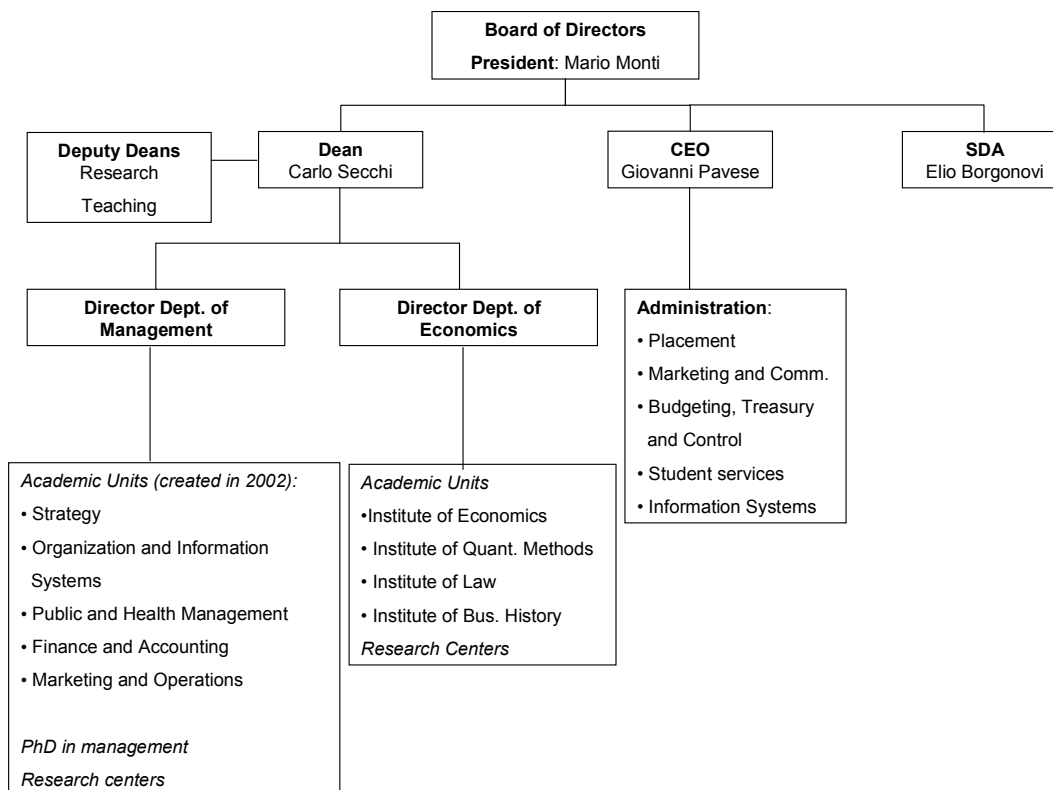 Board of Directors
President: Mario Monti
Deputy Deans
Research
Teaching
Dean
Carlo Secchi
CEO
Giovanni Pavese
SDA
Elio Borgonovi
Director Dept. of
Management
Director Dept. of
Economics
Administration:
• Placement
• Marketing and Comm.
• Budgeting, Treasury
and Control
• Student services
• Information Systems
Academic Units (created in 2002):
• Strategy
• Organization and Information
Systems
• Public and Health Management
• Finance and Accounting
• Marketing and Operations
PhD in management
Research centers
Academic Units
•Institute of Economics
• Institute of Quant. Methods
• Institute of Law
• Institute of Bus. History
Research Centers